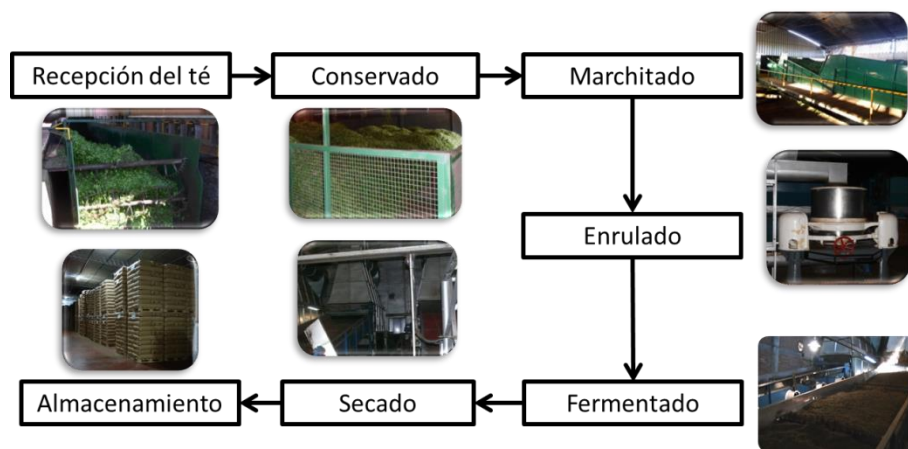 Recepción del té
Conservado
Marchitado
Enrulado
Fermentado
Secado
Almacenamiento